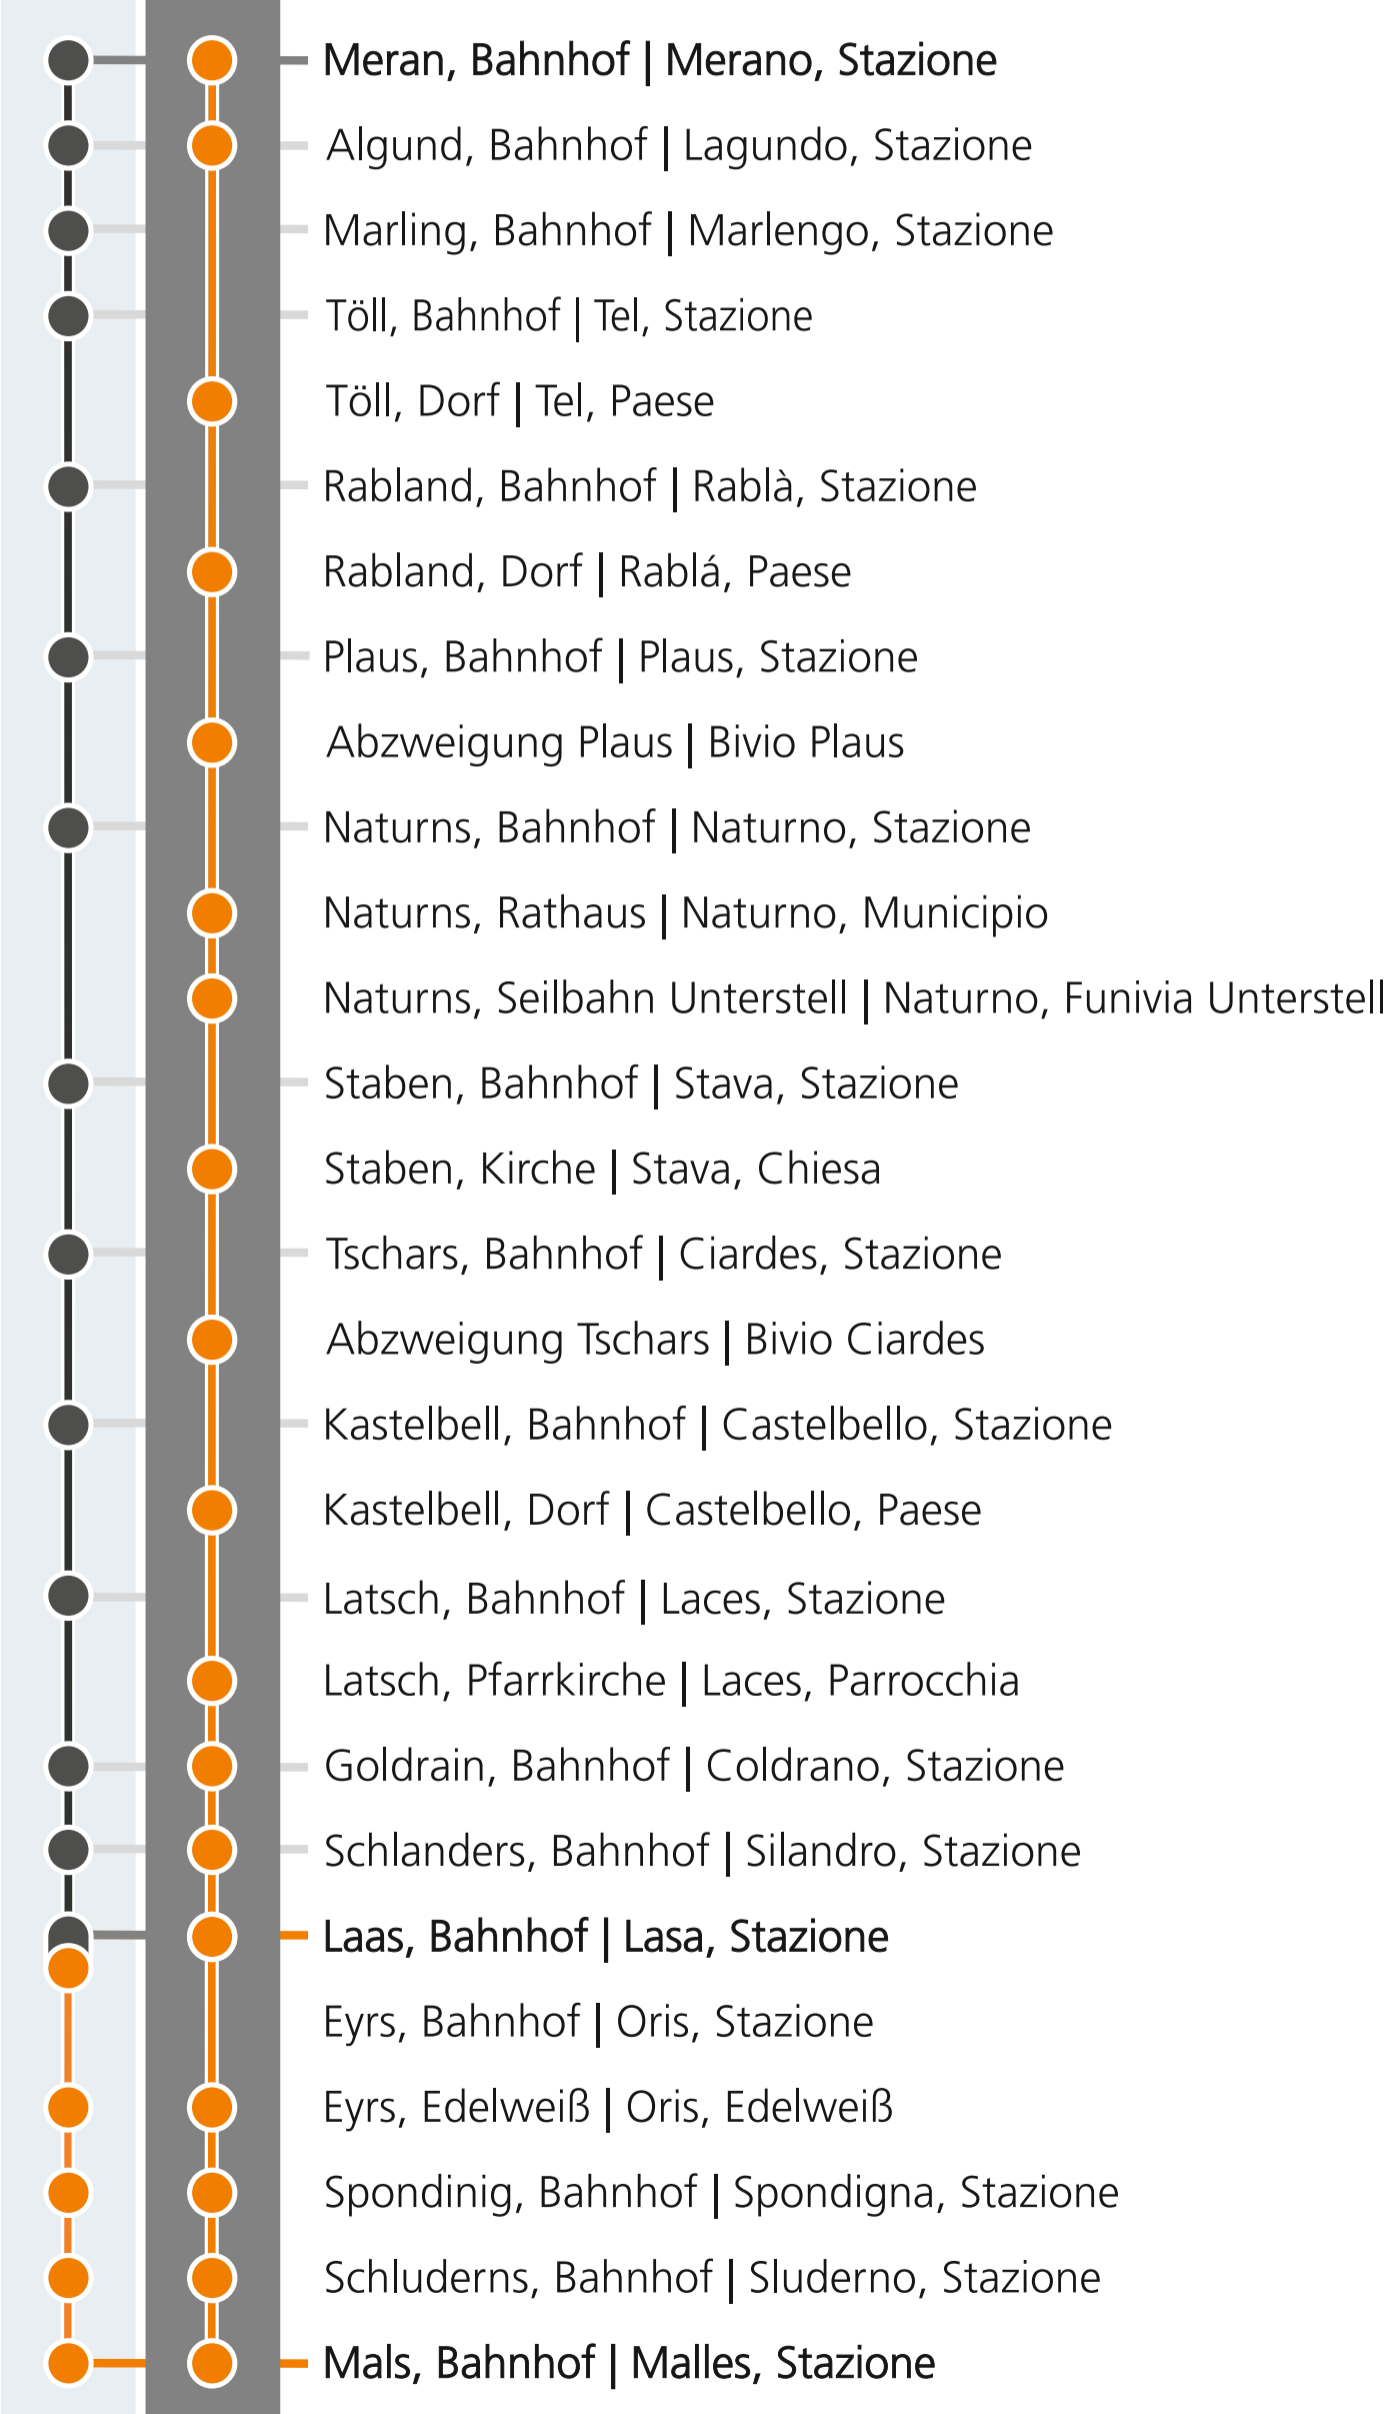 Meran, Bahnhof | Merano, Stazione
Algund, Bahnhof | Lagundo, Stazione
Marling, Bahnhof | Marlengo, Stazione
Töll, Bahnhof | Tel, Stazione
Töll, Dorf | Tel, Paese
Rabland, Bahnhof | Rablà, Stazione
Rabland, Dorf | Rablá, Paese
Plaus, Bahnhof | Plaus, Stazione
Abzweigung Plaus | Bivio Plaus
Naturns, Bahnhof | Naturno, Stazione
Naturns, Rathaus | Naturno, Municipio
Naturns, Seilbahn Unterstell | Naturno, Funivia Unterstell
Staben, Bahnhof | Stava, Stazione
Staben, Kirche | Stava, Chiesa
Tschars, Bahnhof | Ciardes, Stazione
Abzweigung Tschars | Bivio Ciardes
Kastelbell, Bahnhof | Castelbello, Stazione
Kastelbell, Dorf | Castelbello, Paese
Latsch, Bahnhof | Laces, Stazione
Latsch, Pfarrkirche | Laces, Parrocchia
Goldrain, Bahnhof | Coldrano, Stazione
Schlanders, Bahnhof | Silandro, Stazione
Laas, Bahnhof | Lasa, Stazione
Eyrs, Bahnhof | Oris, Stazione
Eyrs, Edelweiß | Oris, Edelweiß
Spondinig, Bahnhof | Spondigna, Stazione
Schluderns, Bahnhof | Sluderno, Stazione
Mals, Bahnhof | Malles, Stazione